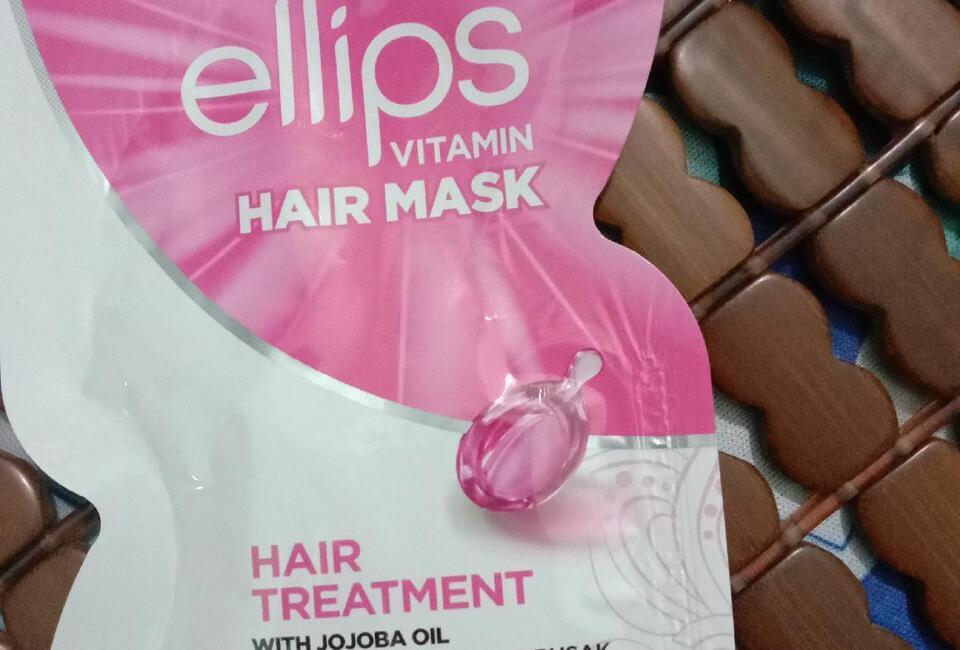 ellips
VITAMIN
HAIR MASK
HAIR
TREATMENT
WITH JOJOBA OIL